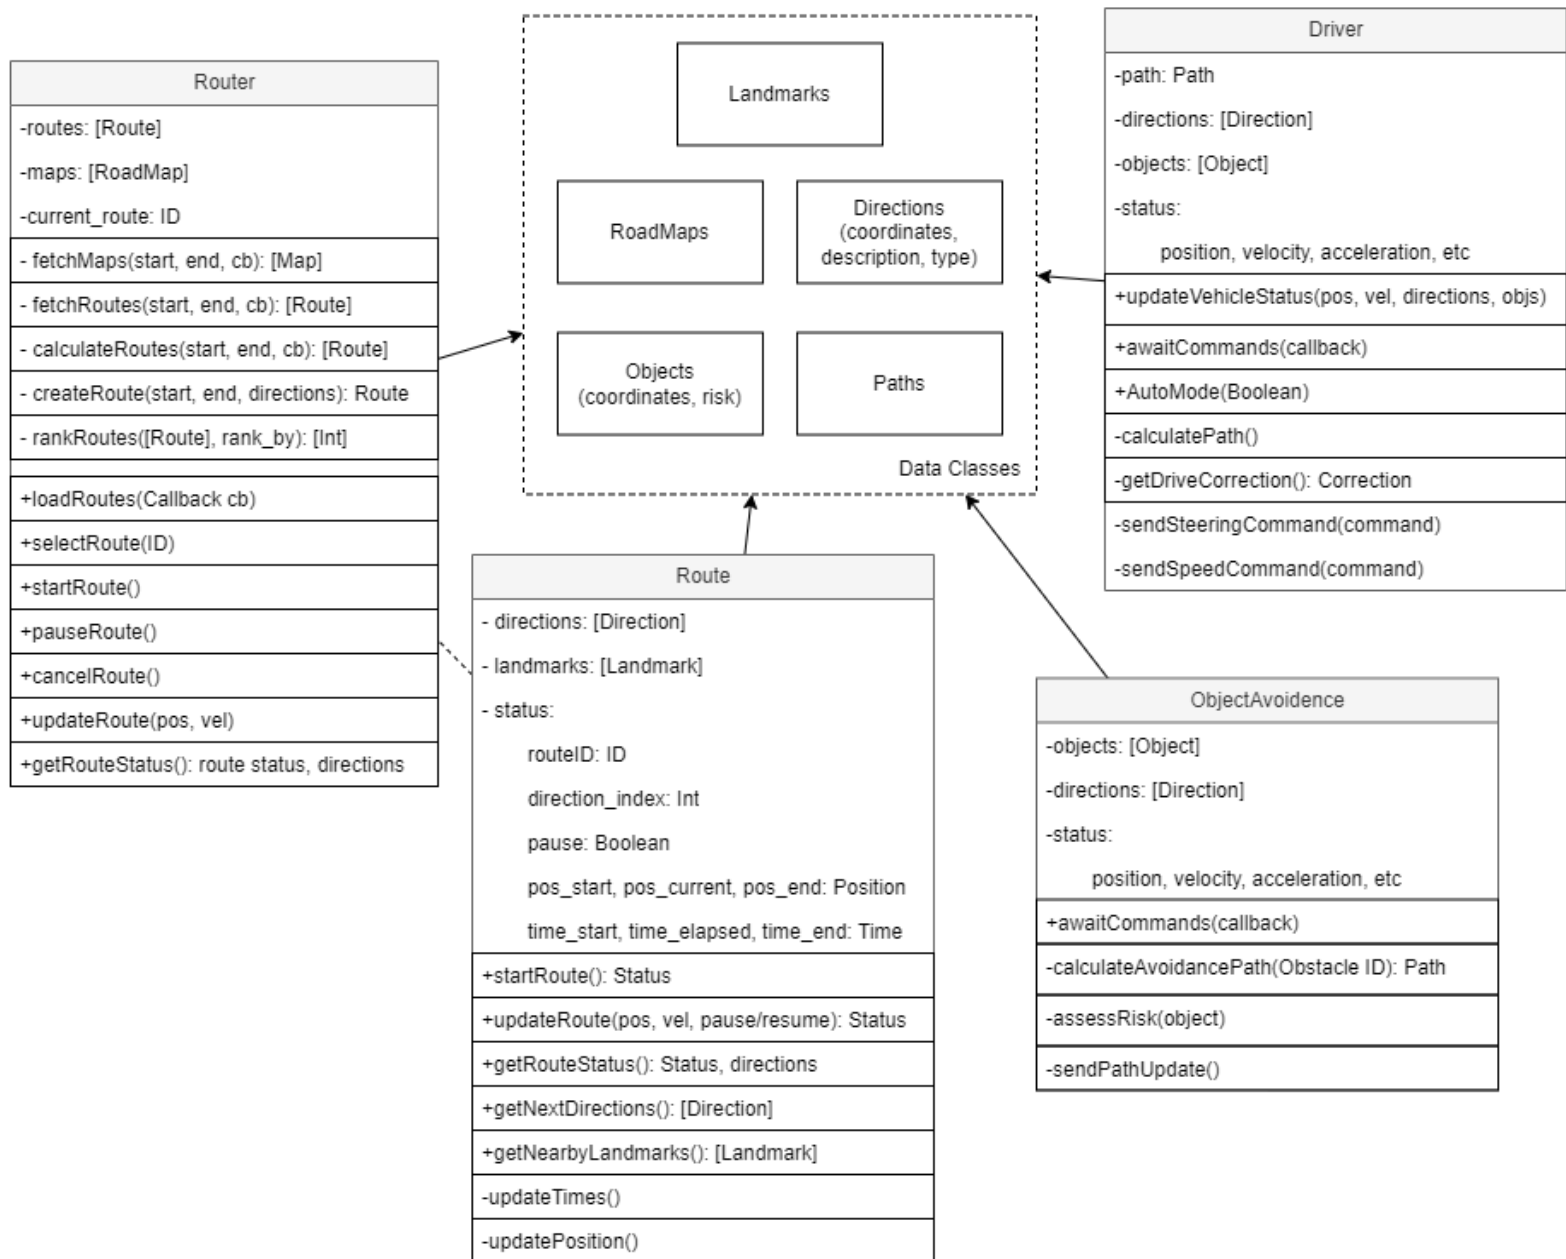 Router
-routes: [Route]
-maps: [RoadMap]
-current_route: ID
- fetchMaps(start, end, cb): [Map]
- fetchRoutes(start, end, cb): [Route]
- calculateRoutes(start, end, cb): [Route]
- createRoute(start, end, directions): Route
- rankRoutes([Route], rank_by): [Int]
+loadRoutes(Callback cb)
+selectRoute(ID)
+startRoute()
+pauseRoute()
+cancelRoute()
+updateRoute(pos, vel)
+getRouteStatus(): route status, directions
Landmarks
RoadMaps
Directions
(coordinates,
description, type)
Objects
(coordinates, risk)
Paths
Data Classes
Driver
-path: Path
-directions: [Direction]
-objects: [Object]
-status:
position, velocity, acceleration, etc
+updateVehicleStatus(pos, vel, directions, objs)
+awaitCommands(callback)
+AutoMode(Boolean)
-calculatePath()
-getDriveCorrection(): Correction
-sendSteeringCommand(command)
-sendSpeedCommand(command)
Route
- directions: [Direction]
- landmarks: [Landmark]
- status:
routeID: ID
direction_index: Int
pause: Boolean
pos_start, pos_current, pos_end: Position
time_start, time_elapsed, time_end: Time
+startRoute(): Status
+updateRoute(pos, vel, pause/resume): Status
+getRouteStatus(): Status, directions
+getNextDirections(): [Direction]
+getNearbyLandmarks(): [Landmark]
-updateTimes()
-updatePosition()
ObjectAvoidence
-objects: [Object]
-directions: [Direction]
-status:
position, velocity, acceleration, etc
+awaitCommands(callback)
-calculateAvoidancePath(Obstacle ID): Path
-assessRisk(object)
-sendPathUpdate()